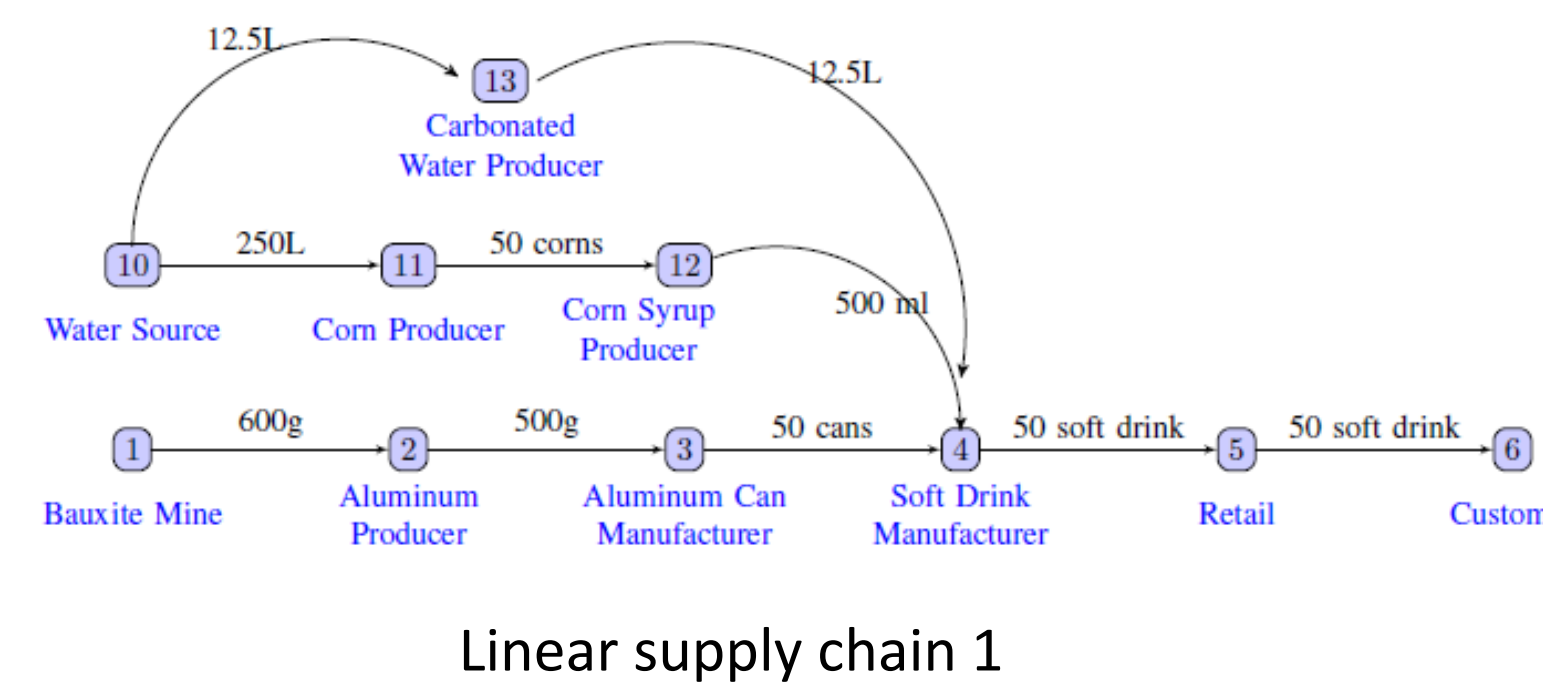 12.5L
13
12.5L
Carbonated
Water Producer
250L
50 corns
10
11
12
500 ml
Water Source
Corn Producer
Corn Syrup
Producer
600g
500g
50 cans
50 soft drink
50 soft drink
1
2
3
4
5
6
Bauxite Mine
Aluminum
Producer
Aluminum Can
Manufacturer
Soft Drink
Manufacturer
Retail
Custom
Linear supply chain 1